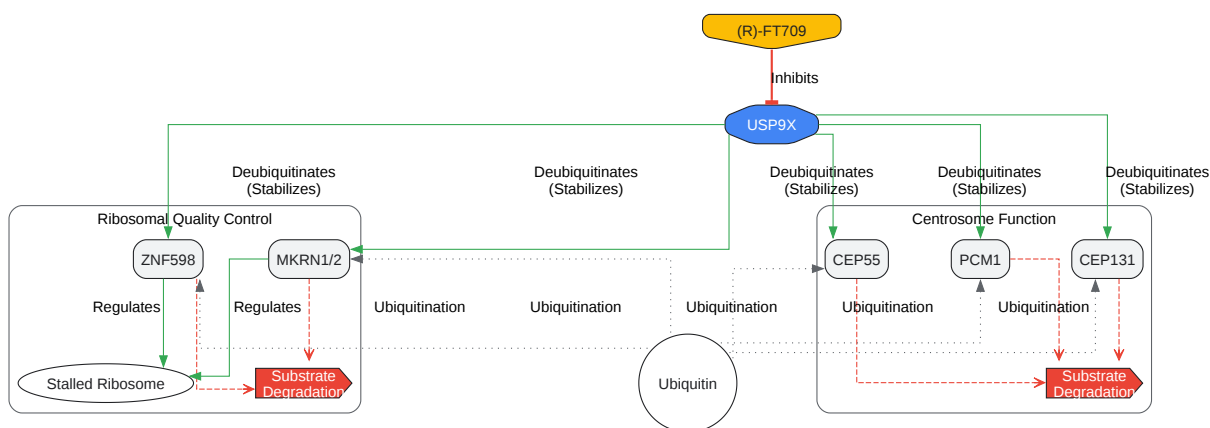 (R)-FT709
Inhibits
USP9X
Deubiquitinates
(Stabilizes)
Deubiquitinates
(Stabilizes)
Deubiquitinates
(Stabilizes)
Deubiquitinates
(Stabilizes)
Deubiquitinates
(Stabilizes)
Ribosomal Quality Control
Centrosome Function
ZNF598
MKRN1/2
CEP55
PCM1
CEP131
Regulates
Regulates
Ubiquitination
Ubiquitination
Ubiquitination
Ubiquitination
Ubiquitination
Stalled Ribosome
Substrate
Degradation
Ubiquitin
Substrate
Degradation